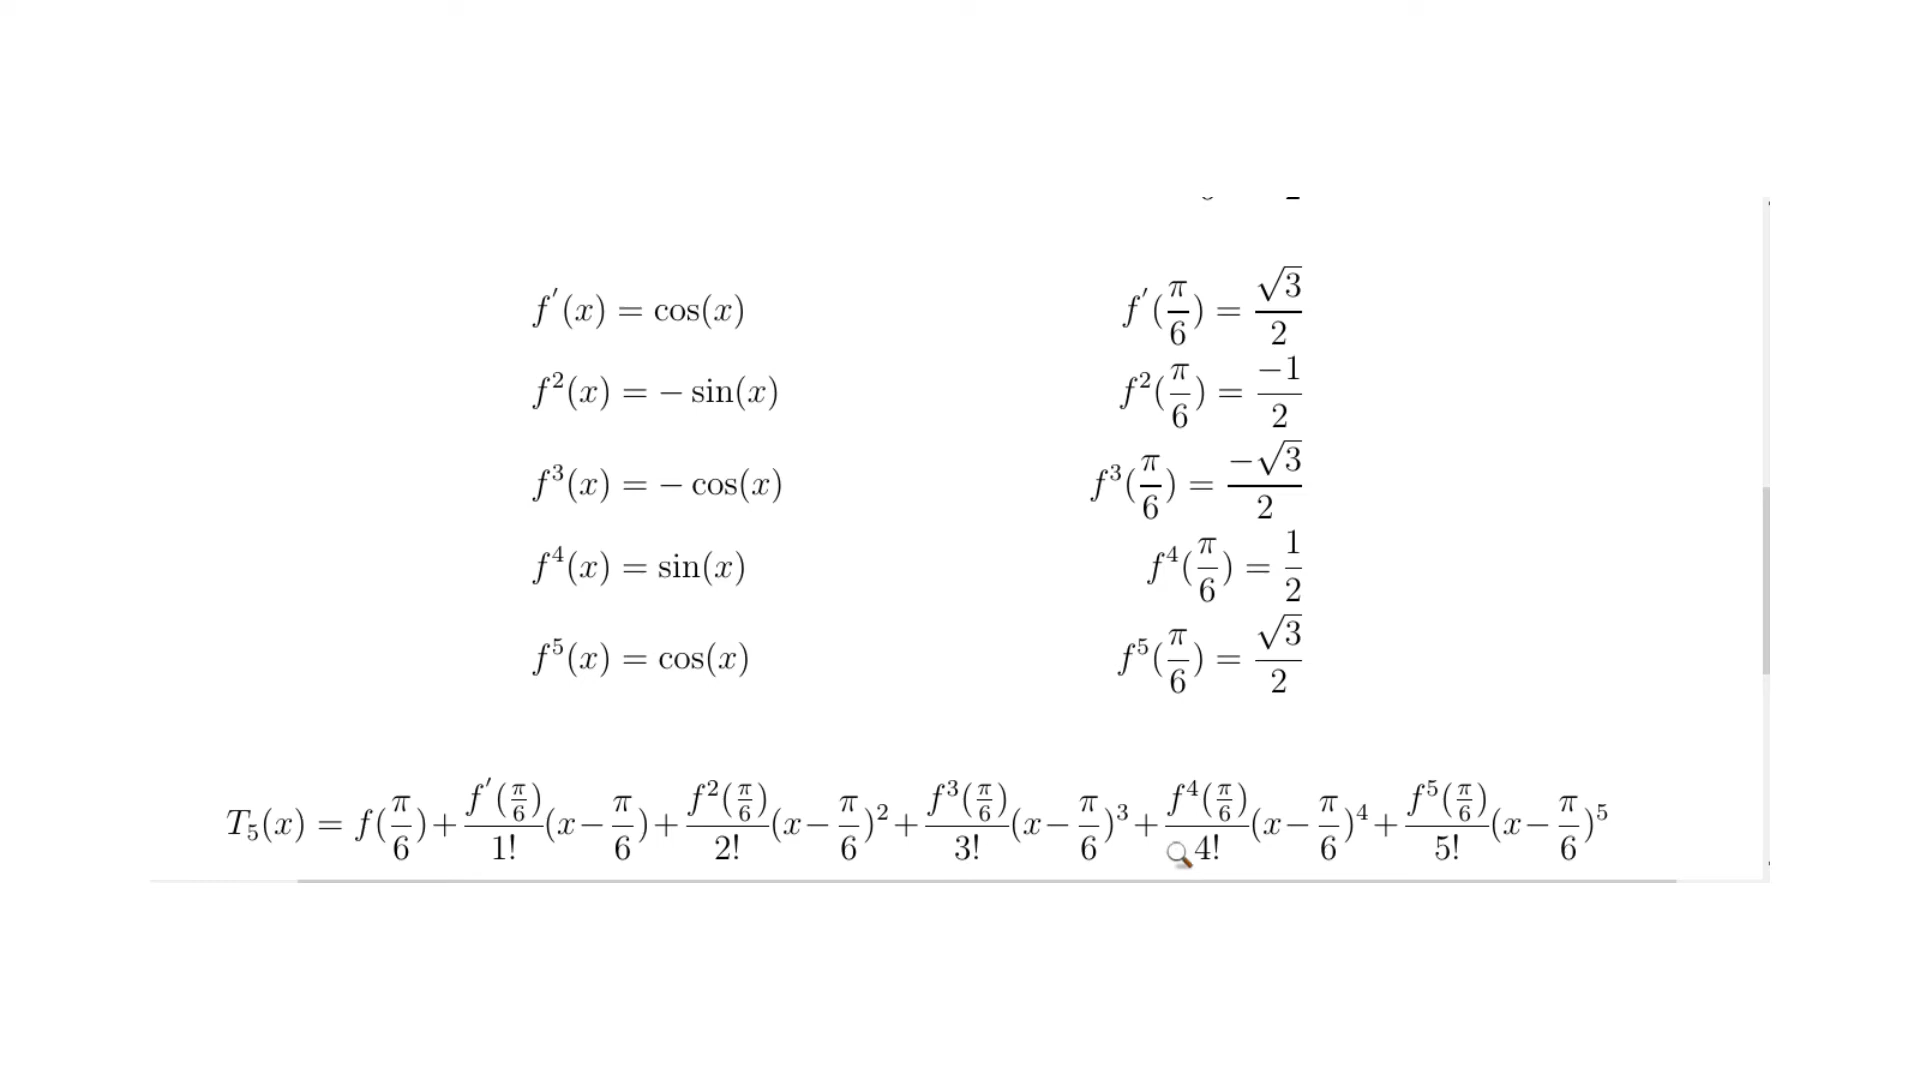 f′(x) = cos(x) f′(π/6) = √3/2
f²(x) = − sin(x) f²(π/6) = −1/2
f³(x) = − cos(x) f³(π/6) = −√3/2
f⁴(x) = sin(x) f⁴(π/6) = 1/2
f⁵(x) = cos(x) f⁵(π/6) = √3/2
T₅(x) = f(π/6) + f′(π/6)/1! (x − π/6) + f²(π/6)/2! (x − π/6)² + f³(π/6)/3! (x − π/6)³ + f⁴(π/6)/4! (x − π/6)⁴ + f⁵(π/6)/5! (x − π/6)⁵